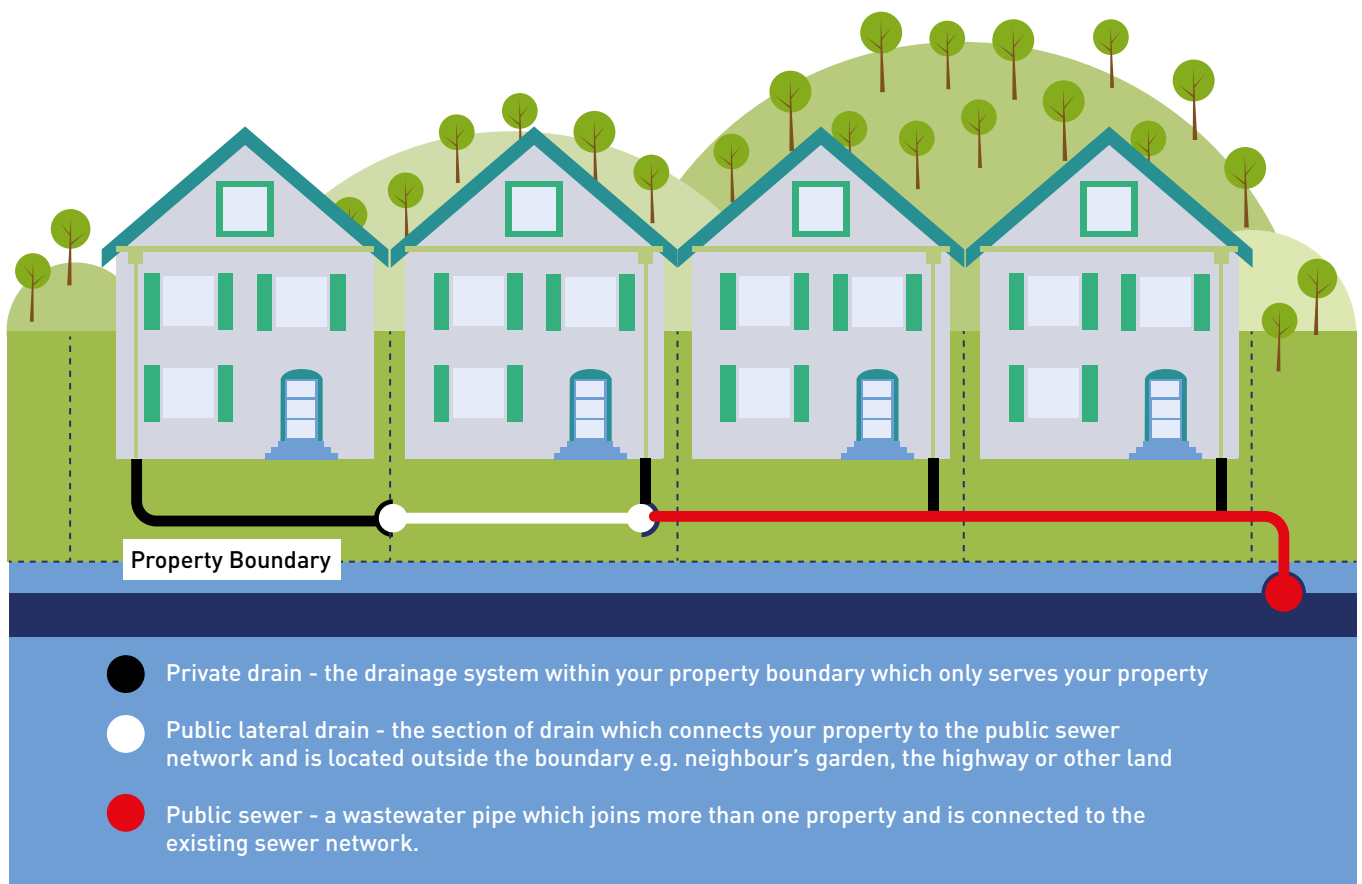 Property Boundary
Private drain - the drainage system within your property boundary which only serves your property
Public lateral drain - the section of drain which connects your property to the public sewer
network and is located outside the boundary e.g. neighbour’s garden, the highway or other land
Public sewer - a wastewater pipe which joins more than one property and is connected to the
existing sewer network.